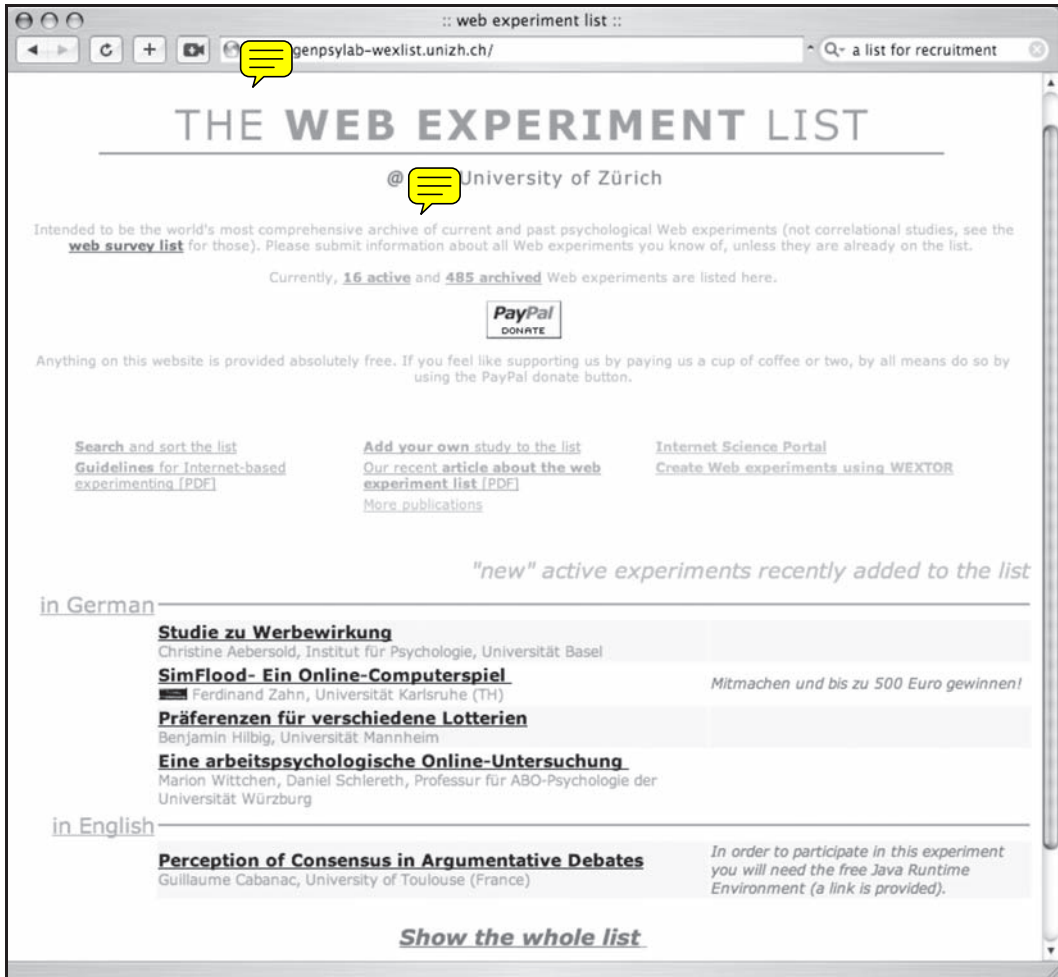 :: web experiment list ::
genpsylab-wexlist.unizh.ch/
a list for recruitment
THE WEB EXPERIMENT LIST
@ University of Zürich
Intended to be the world's most comprehensive archive of current and past psychological Web experiments (not correlational studies, see the
web survey list for those). Please submit information about all Web experiments you know of, unless they are already on the list.
Currently, 16 active and 485 archived Web experiments are listed here.
PayPal
DONATE
Anything on this website is provided absolutely free. If you feel like supporting us by paying us a cup of coffee or two, by all means do so by
using the PayPal donate button.
Search and sort the list
Guidelines for Internet-based
experimenting [PDF]
Add your own study to the list
Our recent article about the web
experiment list [PDF]
More publications
Internet Science Portal
Create Web experiments using WEXTOR
"new" active experiments recently added to the list
in German
Studie zu Werbewirkung
Christine Aebersold, Institut für Psychologie, Universität Basel
SimFlood- Ein Online-Computerspiel
Ferdinand Zahn, Universität Karlsruhe (TH)
Mitmachen und bis zu 500 Euro gewinnen!
Präferenzen für verschiedene Lotterien
Benjamin Hilbig, Universität Mannheim
Eine arbeitspsychologische Online-Untersuchung
Marion Wittchen, Daniel Schlereth, Professur für ABO-Psychologie der
Universität Würzburg
in English
Perception of Consensus in Argumentative Debates
Guillaume Cabanac, University of Toulouse (France)
In order to participate in this experiment
you will need the free Java Runtime
Environment (a link is provided).
Show the whole list